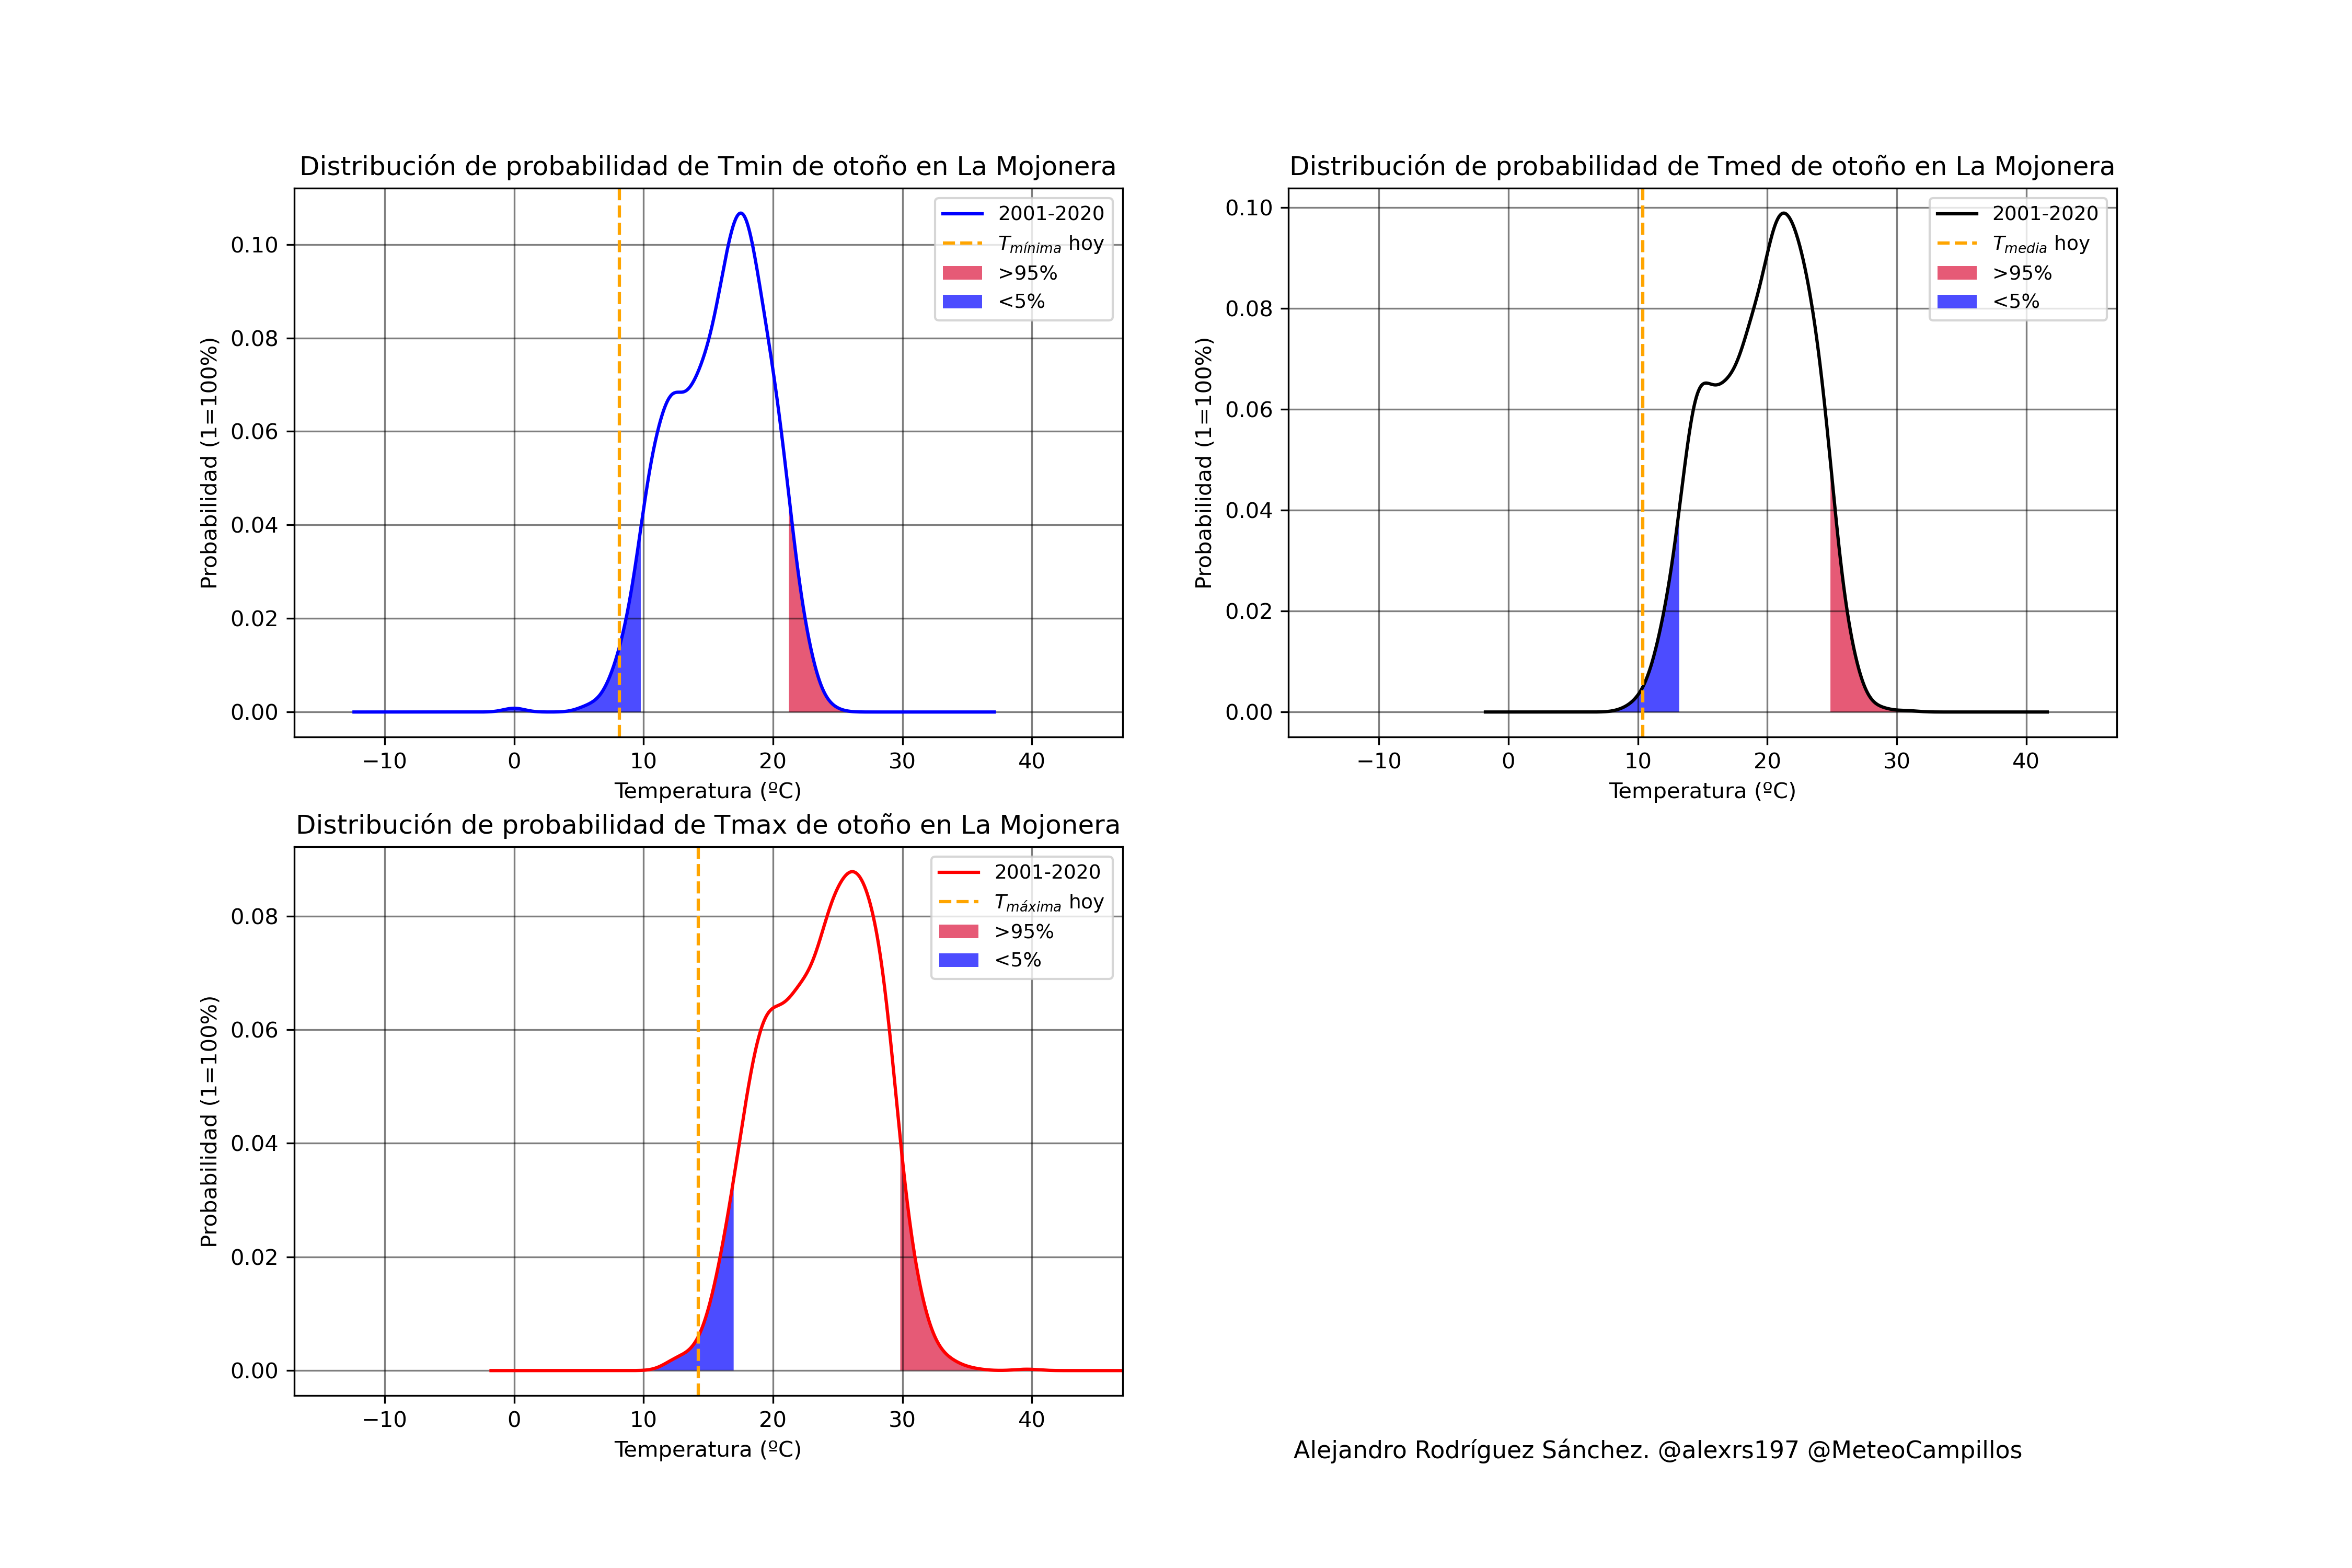 Distribución de probabilidad de Tmin de otoño en La Mojonera
Probabilidad (1=100%)
0.10
0.08
0.06
0.04
0.02
0.00
−10 0 10 20 30 40
Temperatura (ºC)
2001-2020
Tmínima hoy
>95%
<5%
Distribución de probabilidad de Tmed de otoño en La Mojonera
Probabilidad (1=100%)
0.10
0.08
0.06
0.04
0.02
0.00
−10 0 10 20 30 40
Temperatura (ºC)
2001-2020
Tmedia hoy
>95%
<5%
Distribución de probabilidad de Tmax de otoño en La Mojonera
Probabilidad (1=100%)
0.08
0.06
0.04
0.02
0.00
−10 0 10 20 30 40
Temperatura (ºC)
2001-2020
Tmáxima hoy
>95%
<5%
Alejandro Rodríguez Sánchez. @alexrs197 @MeteoCampillos